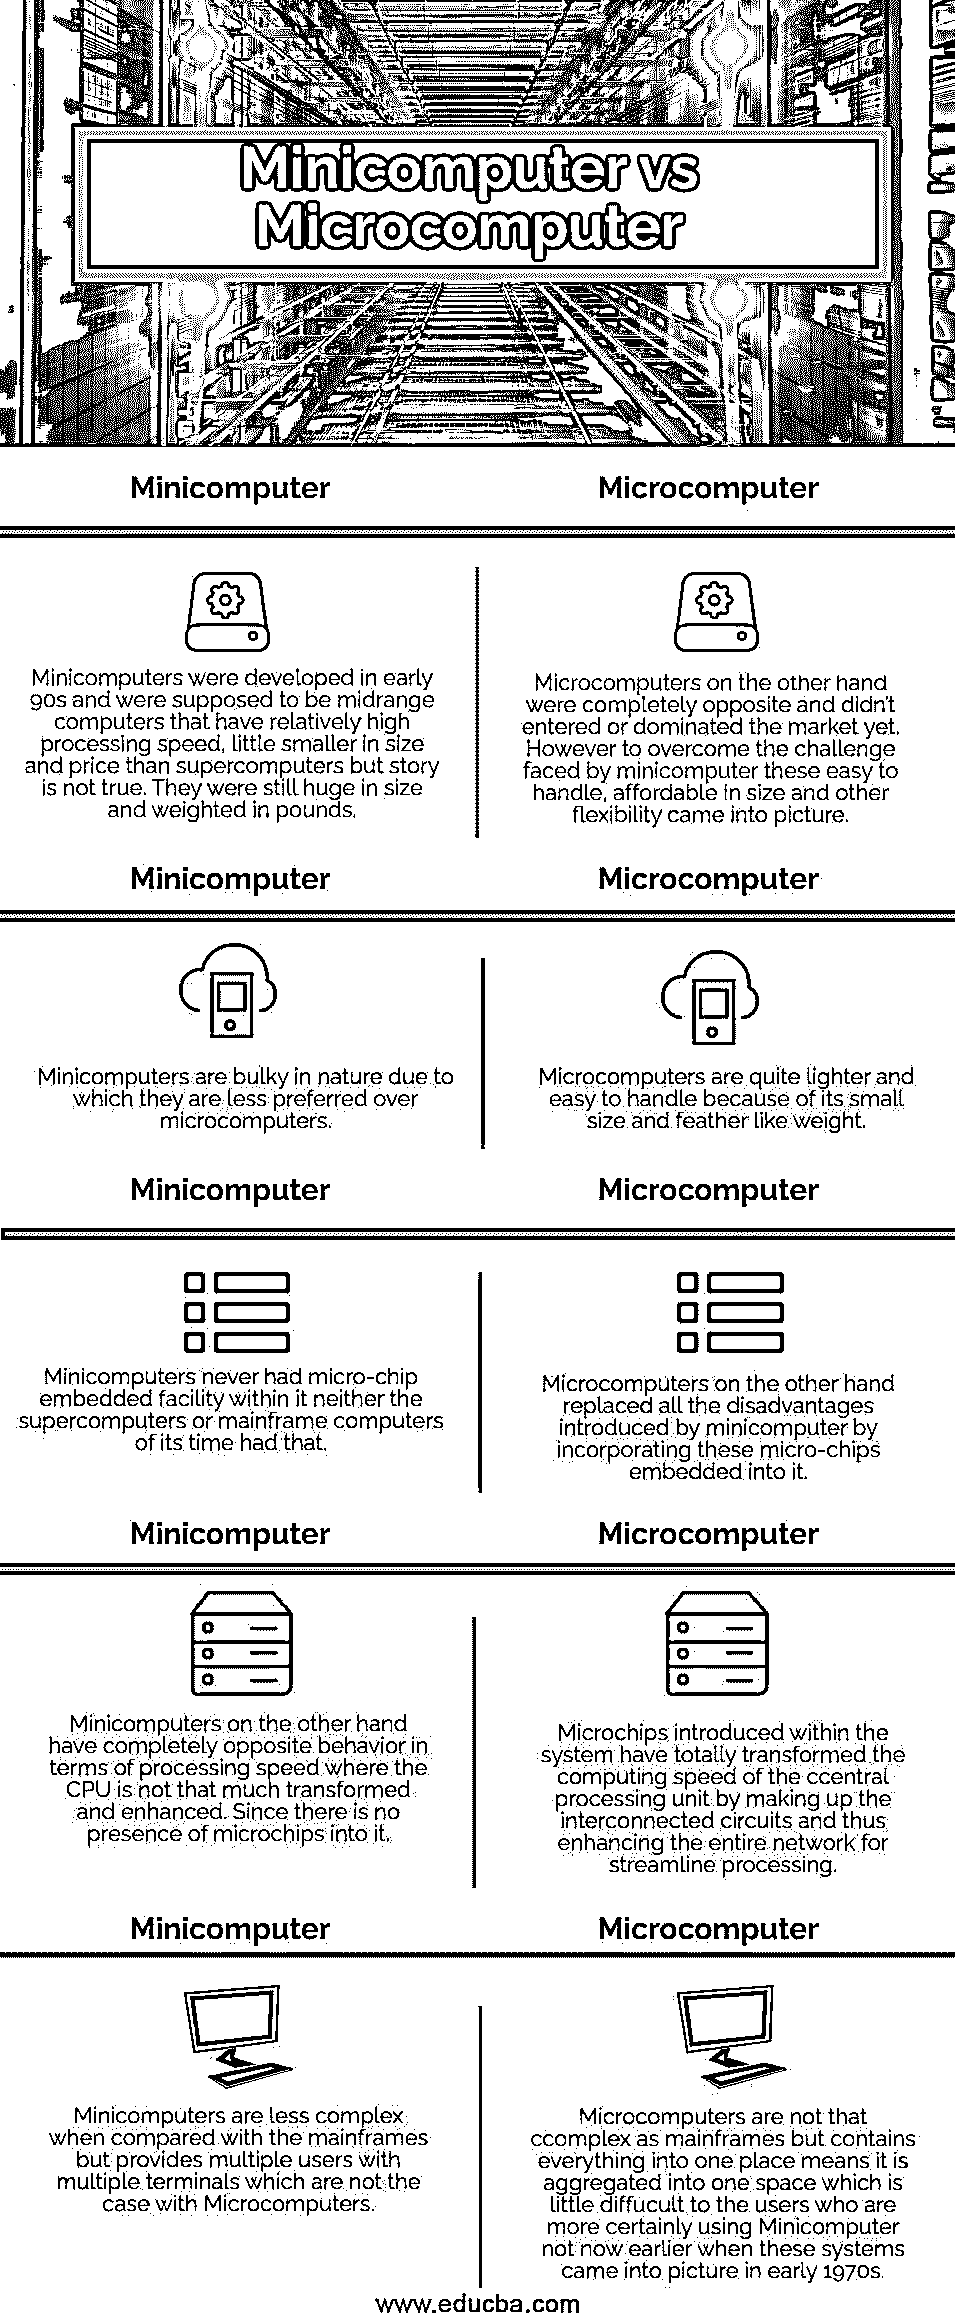 Minicomputer vs
Microcomputer
Minicomputer
Microcomputer
Minicomputers were developed in early
90s and were supposed to be midrange
computers that have relatively high
processing speed, little smaller in size
and price than supercomputers but story
is not true. They were still huge in size
and weighted in pounds.
Microcomputers on the other hand
were completely opposite and didn't
entered or dominated the market yet.
However to overcome the challenge
faced by minicomputer these easy to
handle, affordable in size and other
flexibility came into picture.
Minicomputer
Microcomputer
Minicomputers are bulky in nature due to
which they are less preferred over
microcomputers.
Microcomputers are quite lighter and
easy to handle because of its small
size and feather like weight.
Minicomputer
Microcomputer
Minicomputers never had micro-chip
embedded facility within it neither the
supercomputers or mainframe computers
of its time had that.
Microcomputers on the other hand
replaced all the disadvantages
introduced by minicomputer by
incorporating these micro-chips
embedded into it.
Minicomputer
Microcomputer
Minicomputers on the other hand
have completely opposite behavior in
terms of processing speed where the
CPU is not that much transformed
and enhanced. Since there is no
presence of microchips into it.
Microchips introduced within the
system have totally transformed the
computing speed of the ccentral
processing unit by making up the
interconnected circuits and thus
enhancing the entire network for
streamline processing.
Minicomputer
Microcomputer
Minicomputers are less complex
when compared with the mainframes
but provides multiple users with
multiple terminals which are not the
case with Microcomputers.
Microcomputers are not that
ccomplex as mainframes but contains
everything into one place means it is
aggregated into one space which is
little diffucult to the users who are
more certainly using Minicomputer
not now earlier when these systems
came into picture in early 1970s.
www.educba.com